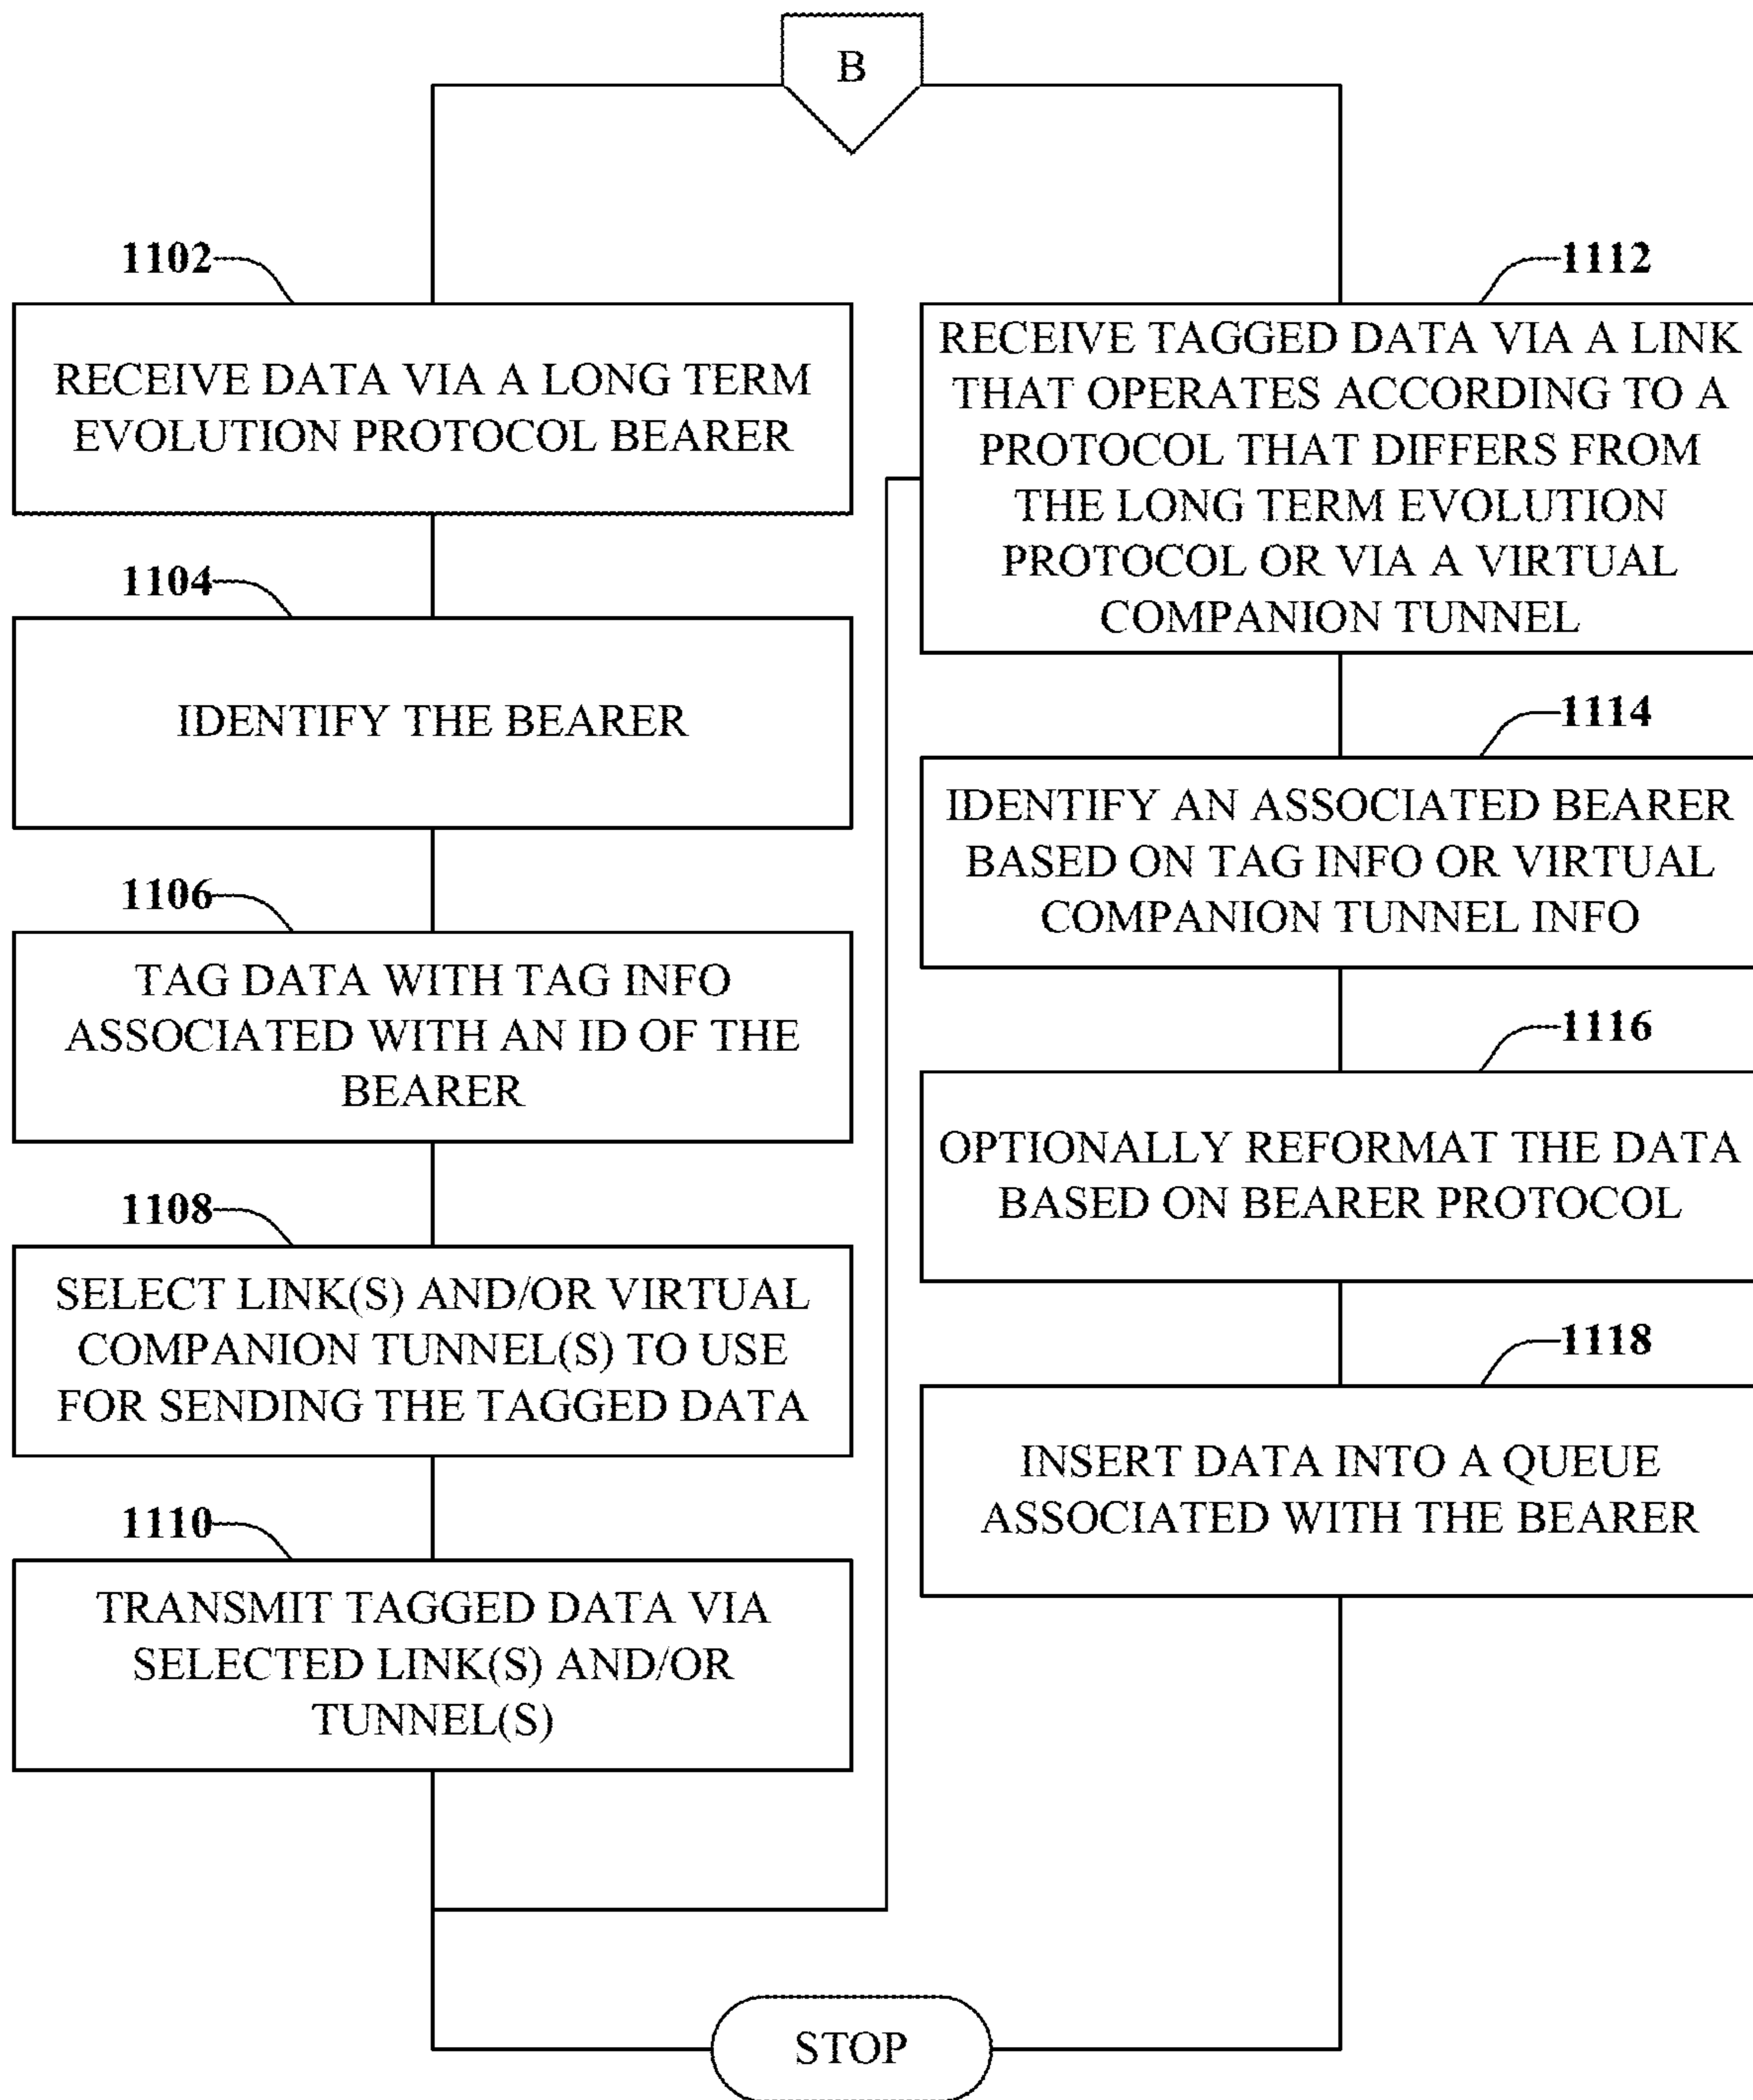 B
1102
RECEIVE DATA VIA A LONG TERM
EVOLUTION PROTOCOL BEARER
1104
IDENTIFY THE BEARER
1106
TAG DATA WITH TAG INFO
ASSOCIATED WITH AN ID OF THE
BEARER
1108
SELECT LINK(S) AND/OR VIRTUAL
COMPANION TUNNEL(S) TO USE
FOR SENDING THE TAGGED DATA
1110
TRANSMIT TAGGED DATA VIA
SELECTED LINK(S) AND/OR
TUNNEL(S)
1112
RECEIVE TAGGED DATA VIA A LINK
THAT OPERATES ACCORDING TO A
PROTOCOL THAT DIFFERS FROM
THE LONG TERM EVOLUTION
PROTOCOL OR VIA A VIRTUAL
COMPANION TUNNEL
1114
IDENTIFY AN ASSOCIATED BEARER
BASED ON TAG INFO OR VIRTUAL
COMPANION TUNNEL INFO
1116
OPTIONALLY REFORMAT THE DATA
BASED ON BEARER PROTOCOL
1118
INSERT DATA INTO A QUEUE
ASSOCIATED WITH THE BEARER
STOP